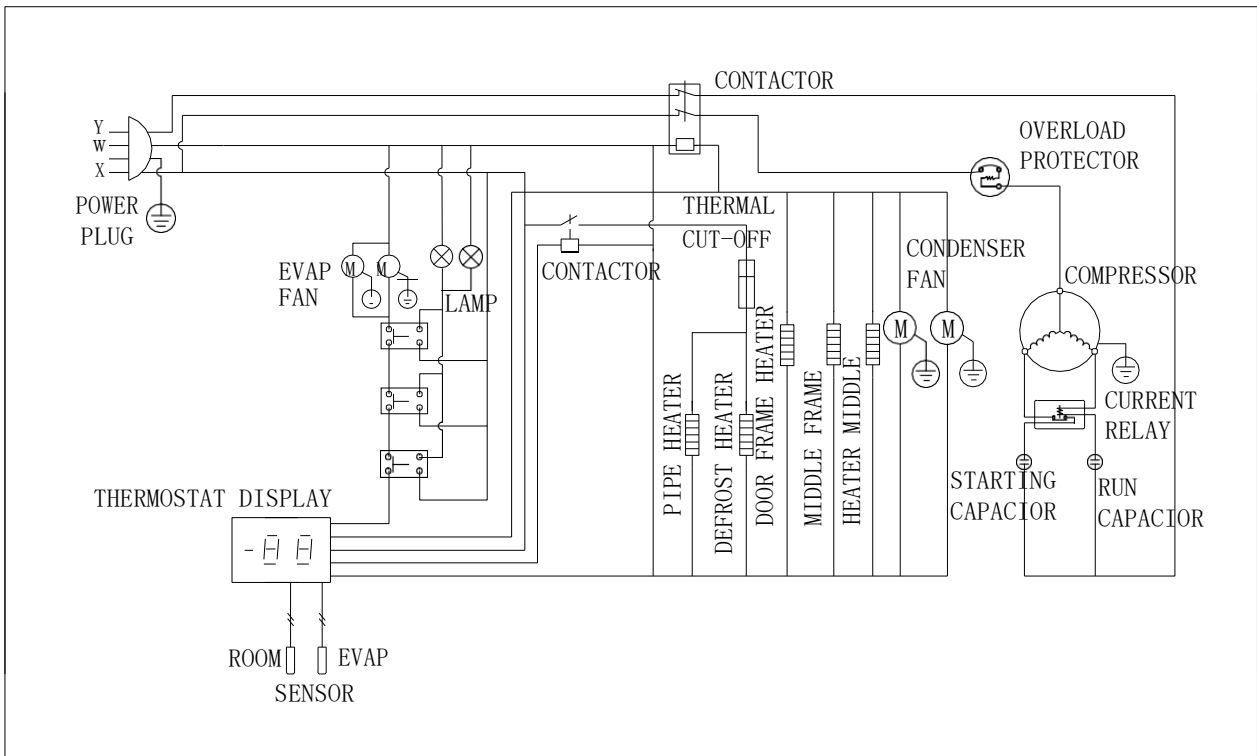 CONTACTOR
Y
W
X
POWER
PLUG
OVERLOAD
PROTECTOR
THERMAL
CUT-OFF
CONTACTOR
EVAP
FAN
M
M
LAMP
CONDENSER
FAN
M
M
COMPRESSOR
PIPE HEATER
DEFROST HEATER
DOOR FRAME HEATER
MIDDLE FRAME
HEATER MIDDLE
CURRENT
RELAY
STARTING
CAPACIOR
RUN
CAPACIOR
THERMOSTAT DISPLAY
-88
ROOM
EVAP
SENSOR